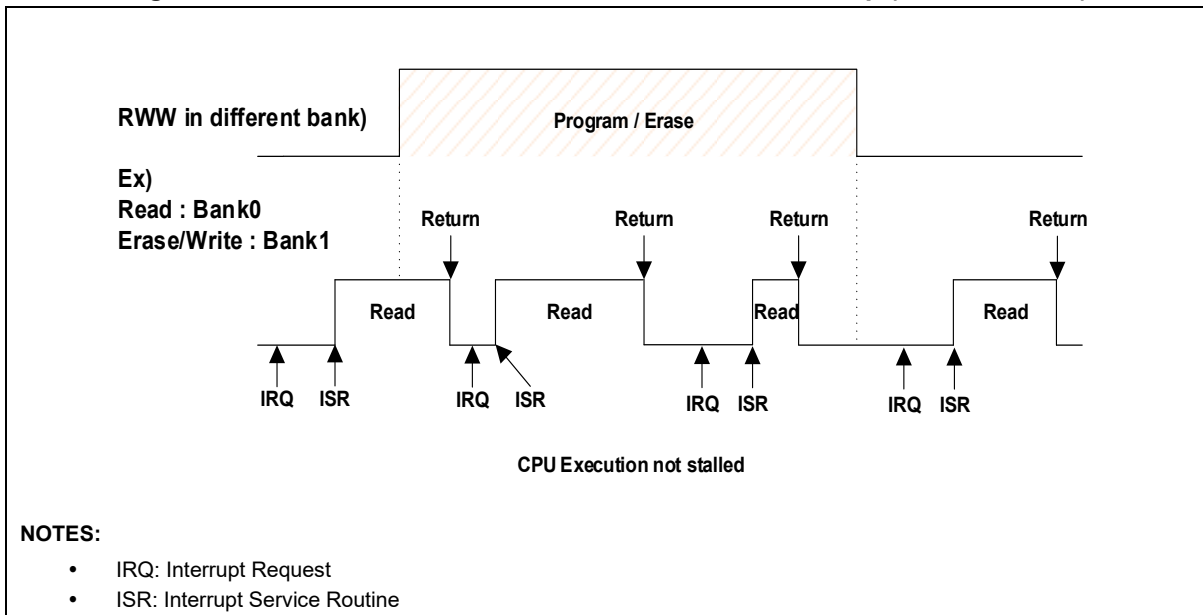 RWW in different bank)
Program / Erase
Ex)
Read : Bank0
Erase/Write : Bank1
Return Return Return Return
Read Read Read Read
IRQ ISR IRQ ISR IRQ ISR IRQ ISR
CPU Execution not stalled
NOTES:
• IRQ: Interrupt Request
• ISR: Interrupt Service Routine